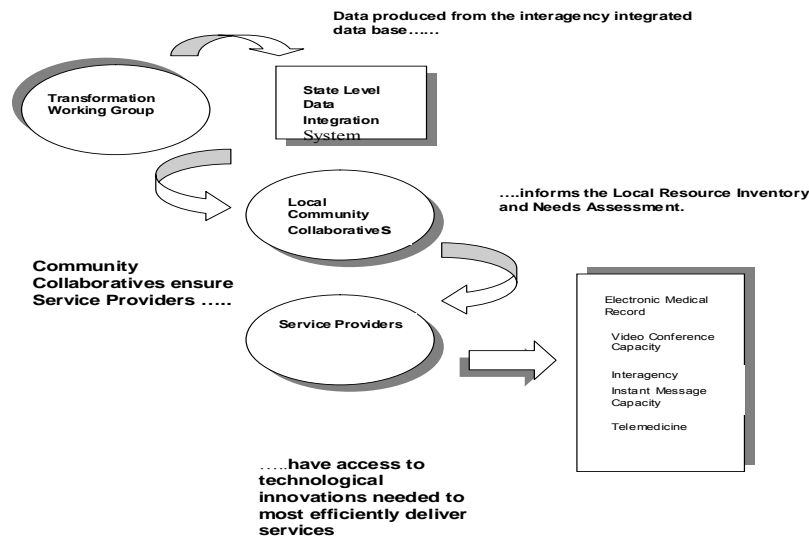 Data produced from the interagency integrated
data base……
Transformation
Working Group
State Level
Data
Integration
System
….informs the Local Resource Inventory
and Needs Assessment.
Local
Community
Collaboratives
Community
Collaboratives ensure
Service Providers …..
Service Providers
Electronic Medical
Record
Video Conference
Capacity
Interagency
Instant Message
Capacity
Telemedicine
…..have access to
technological
innovations needed to
most efficiently deliver
services